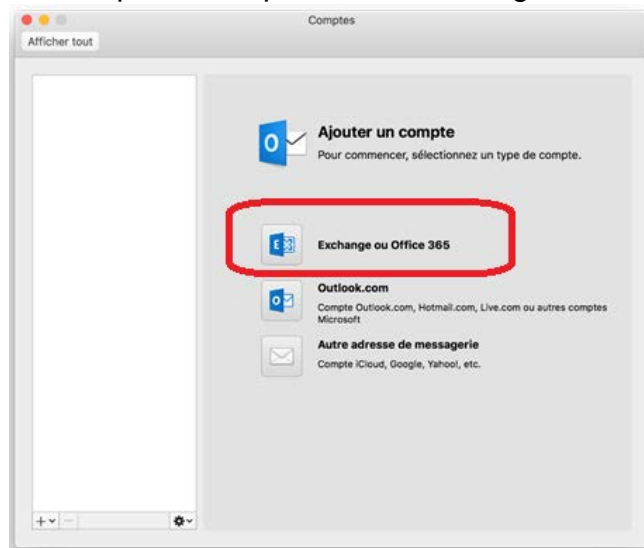 Comptes
Afficher tout
Ajouter un compte
Pour commencer, sélectionnez un type de compte.
Exchange ou Office 365
Outlook.com
Compte Outlook.com, Hotmail.com, Live.com ou autres comptes
Microsoft
Autre adresse de messagerie
Compte iCloud, Google, Yahoo!, etc.